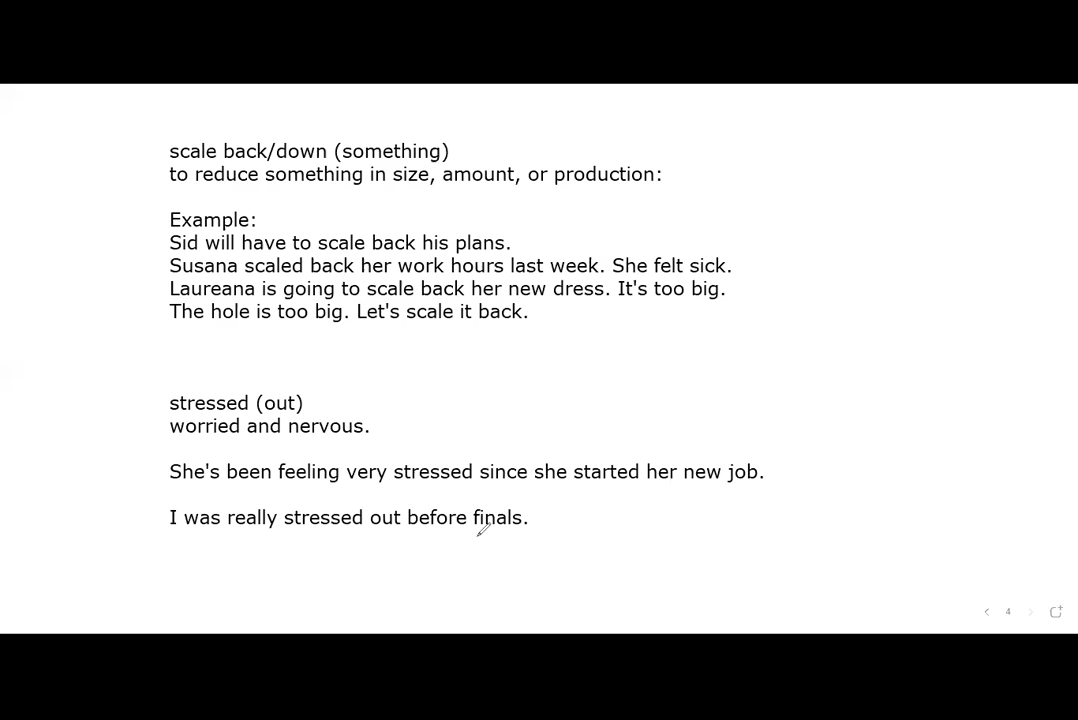 scale back/down (something)
to reduce something in size, amount, or production:
Example:
Sid will have to scale back his plans.
Susana scaled back her work hours last week. She felt sick.
Laureana is going to scale back her new dress. It's too big.
The hole is too big. Let's scale it back.
stressed (out)
worried and nervous.
She's been feeling very stressed since she started her new job.
I was really stressed out before finals.
4